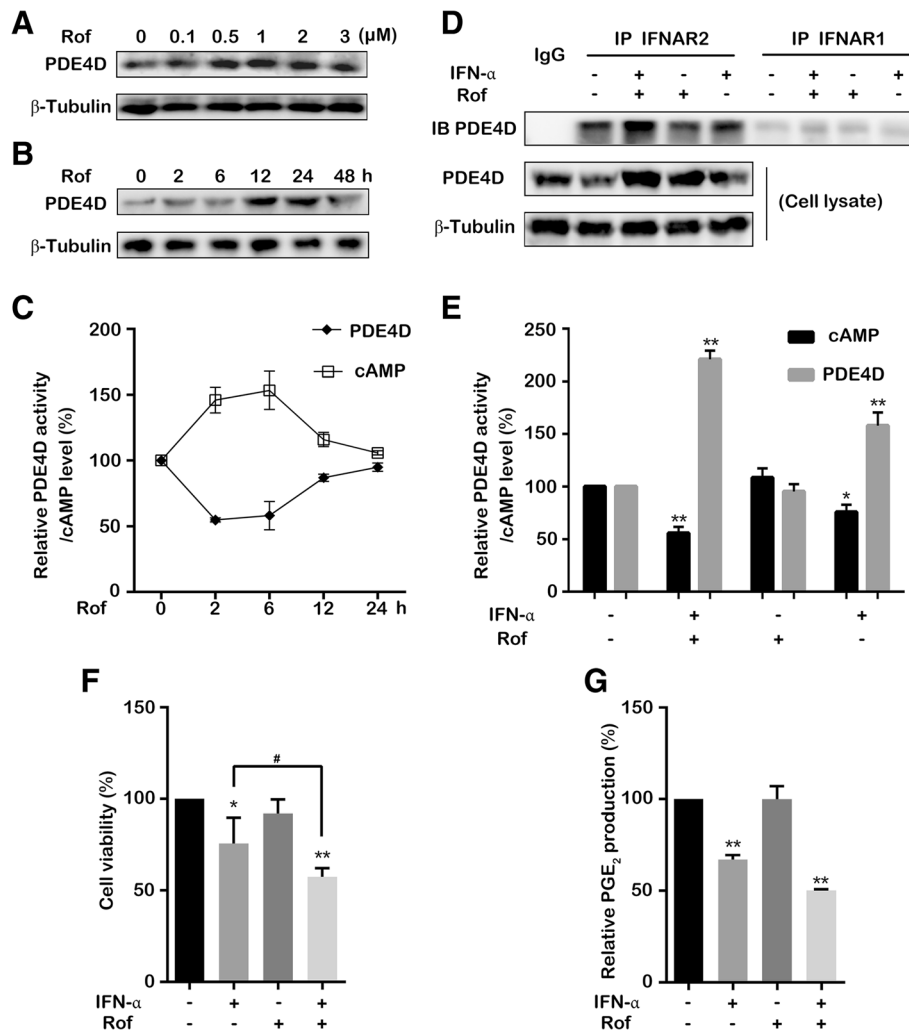 A
Rof 0 0.1 0.5 1 2 3 (μM)
PDE4D
β-Tubulin
B
Rof 0 2 6 12 24 48 h
PDE4D
β-Tubulin
C
200
150
100
50
0
Relative PDE4D activity
/cAMP level (%)
PDE4D
cAMP
Rof 0 2 6 12 24 h
D
IgG IP IFNAR2 IP IFNAR1
IFN-α - + - + - + - +
Rof - + + - - + + -
IB PDE4D
PDE4D
β-Tubulin
(Cell lysate)
E
250
200
150
100
50
0
Relative PDE4D activity
/cAMP level (%)
cAMP
PDE4D
** ** ** *
IFN-α - + - +
Rof - + + -
F
150
100
50
0
Cell viability (%)
#
* **
IFN-α - + - +
Rof - - + +
G
150
100
50
0
Relative PGE₂ production (%)
** **
IFN-α - + - +
Rof - - + +